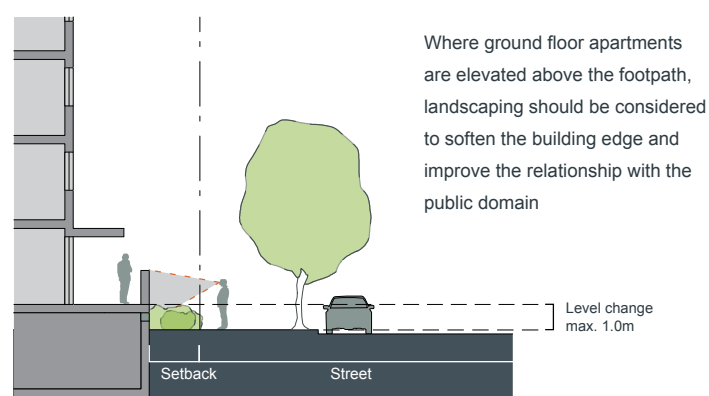 Where ground floor apartments
are elevated above the footpath,
landscaping should be considered
to soften the building edge and
improve the relationship with the
public domain
Level change
max. 1.0m
Setback
Street